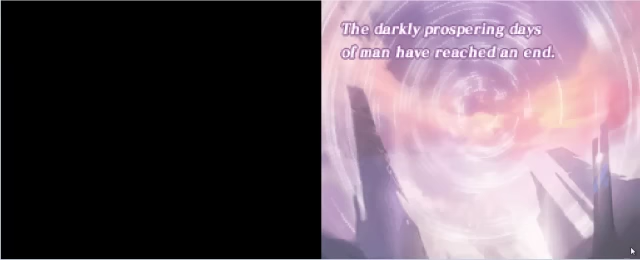 The darkly prospering days
of man have reached an end.